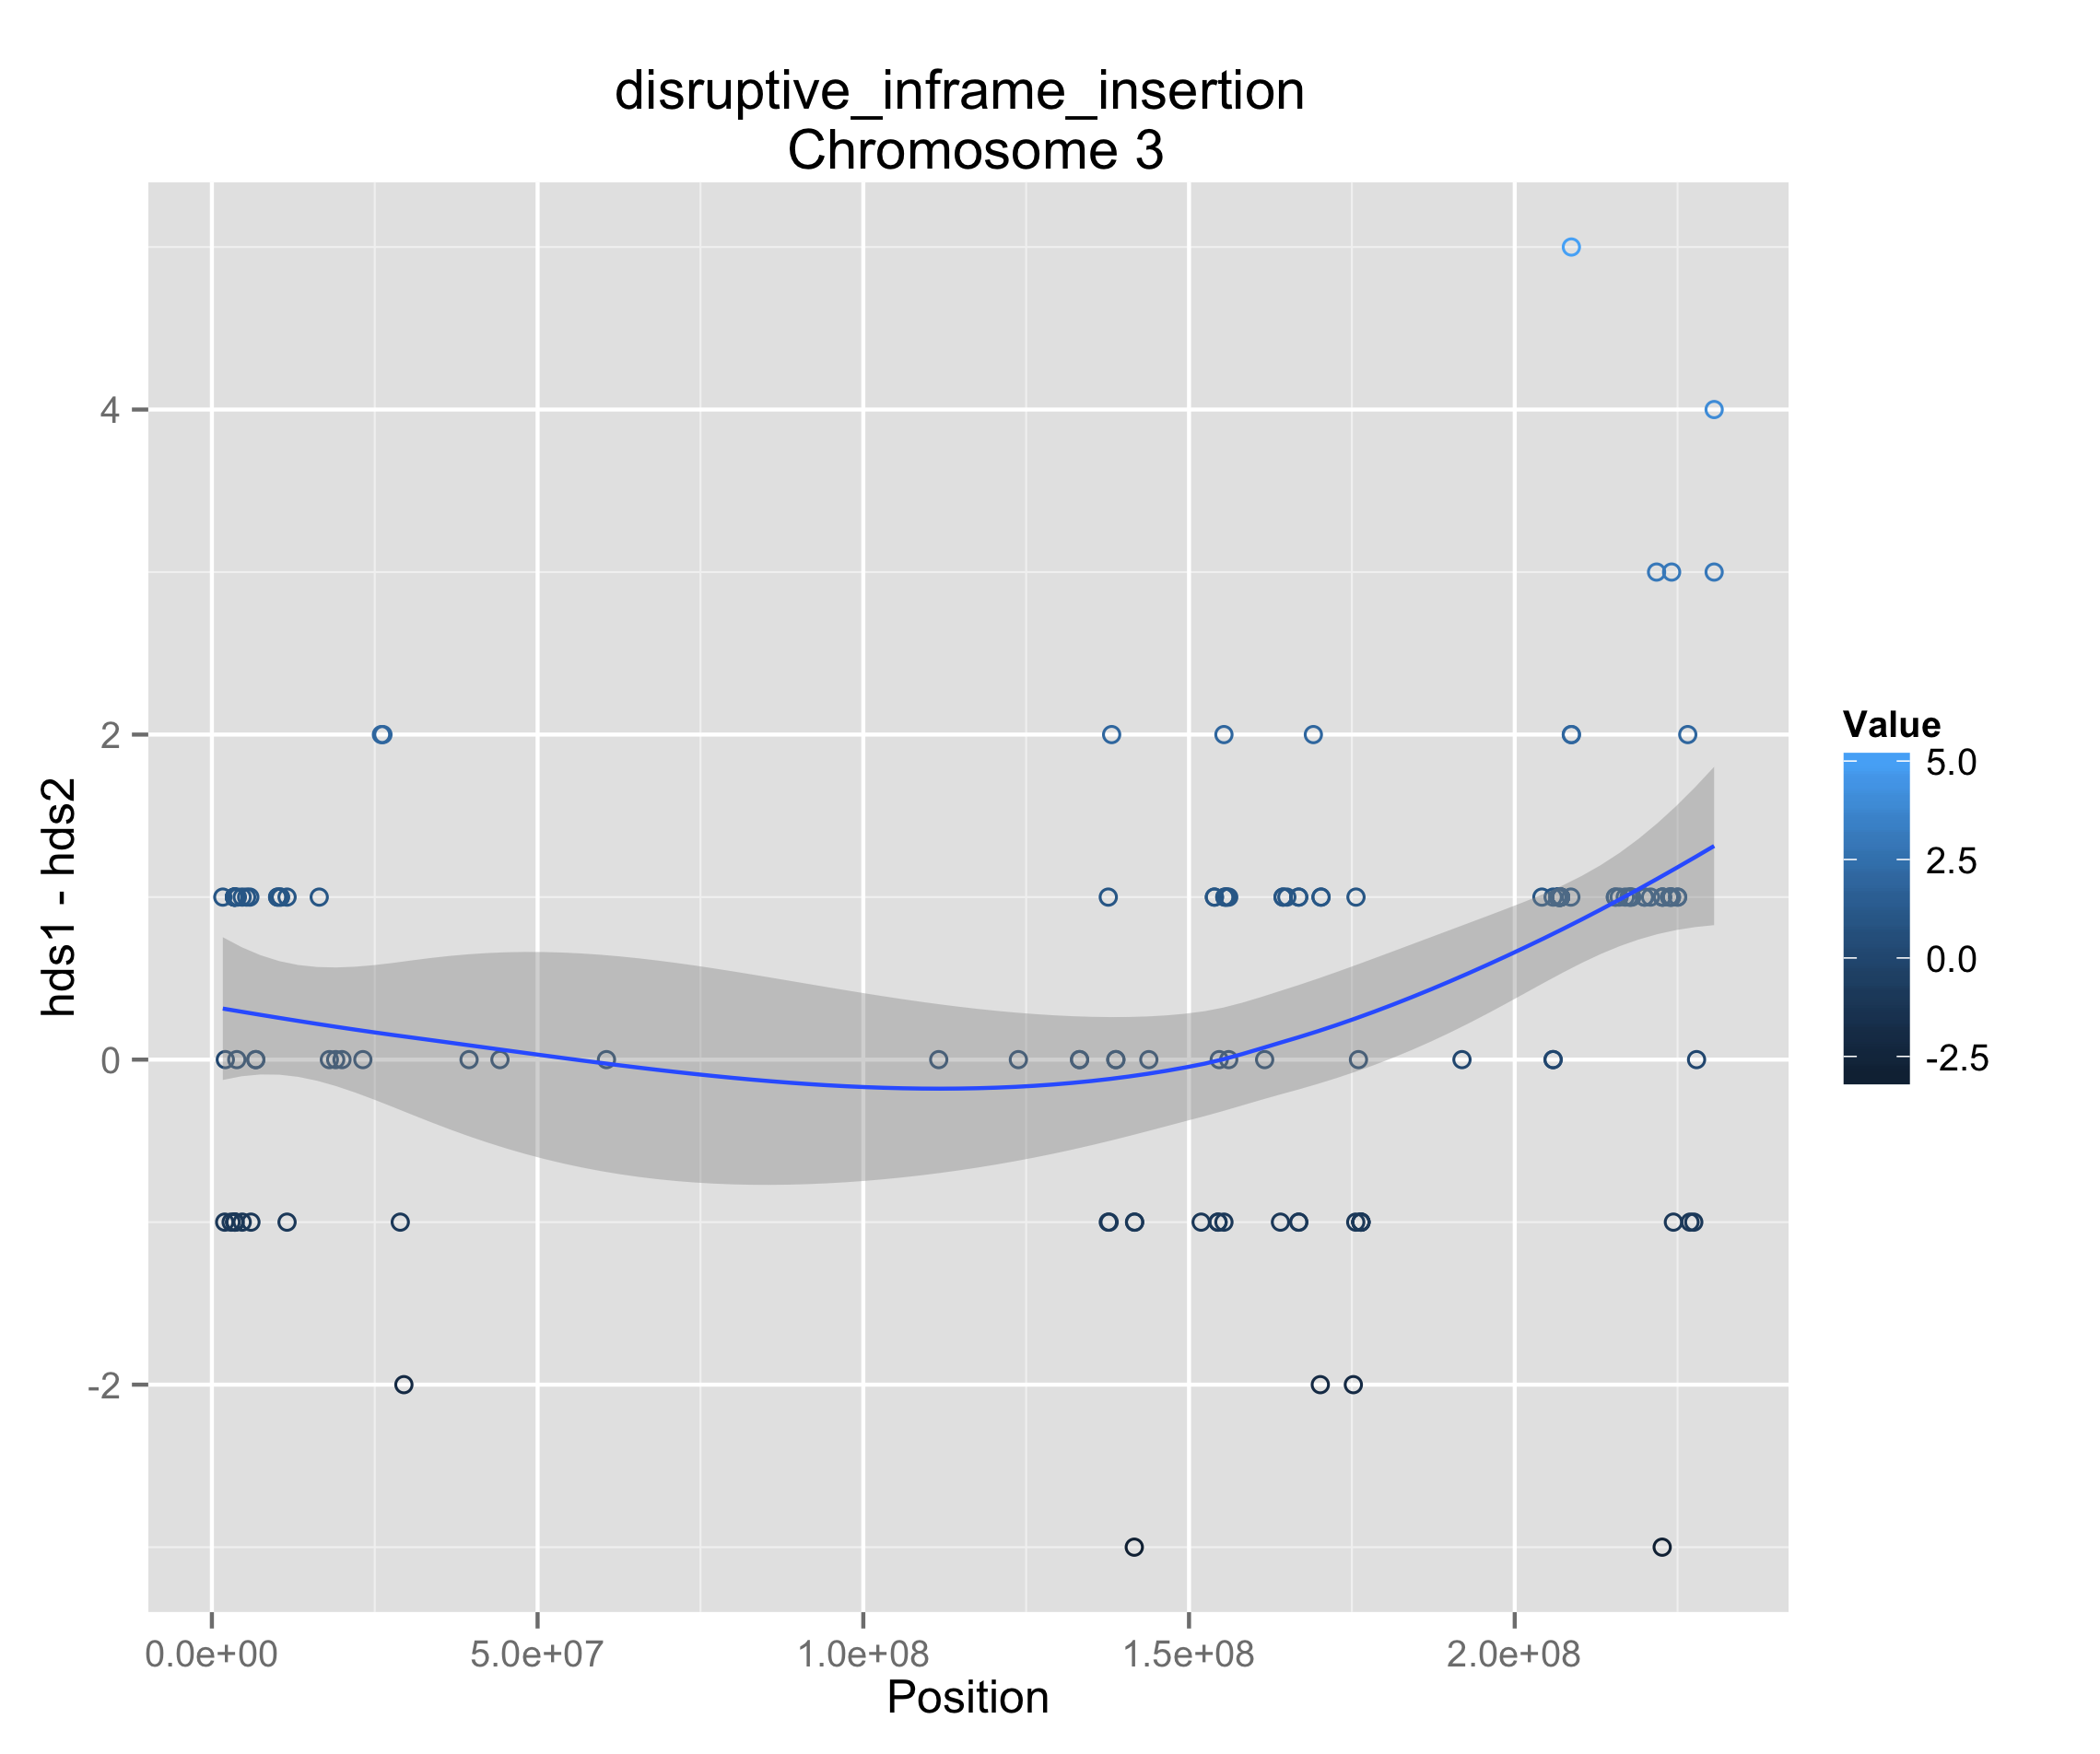 disruptive_inframe_insertion
Chromosome 3
hds1 - hds2
4
2
0
-2
0.0e+00
5.0e+07
1.0e+08
1.5e+08
2.0e+08
Position
Value
5.0
2.5
0.0
-2.5